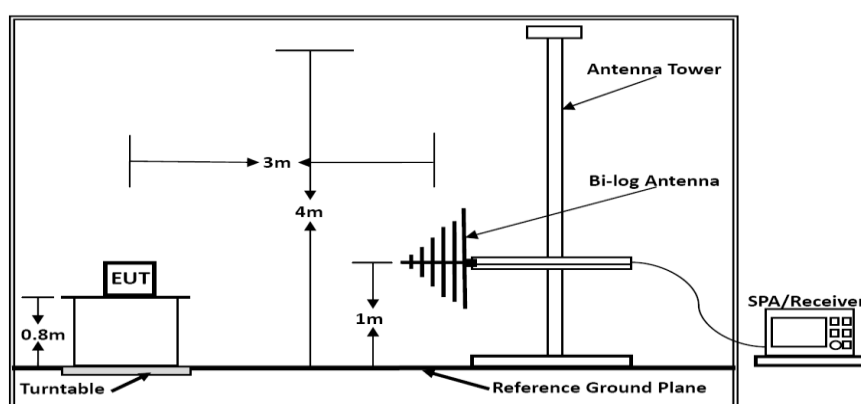 Antenna Tower
3m
Bi-log Antenna
4m
EUT
1m
SPA/Receiver
0.8m
Turntable
Reference Ground Plane